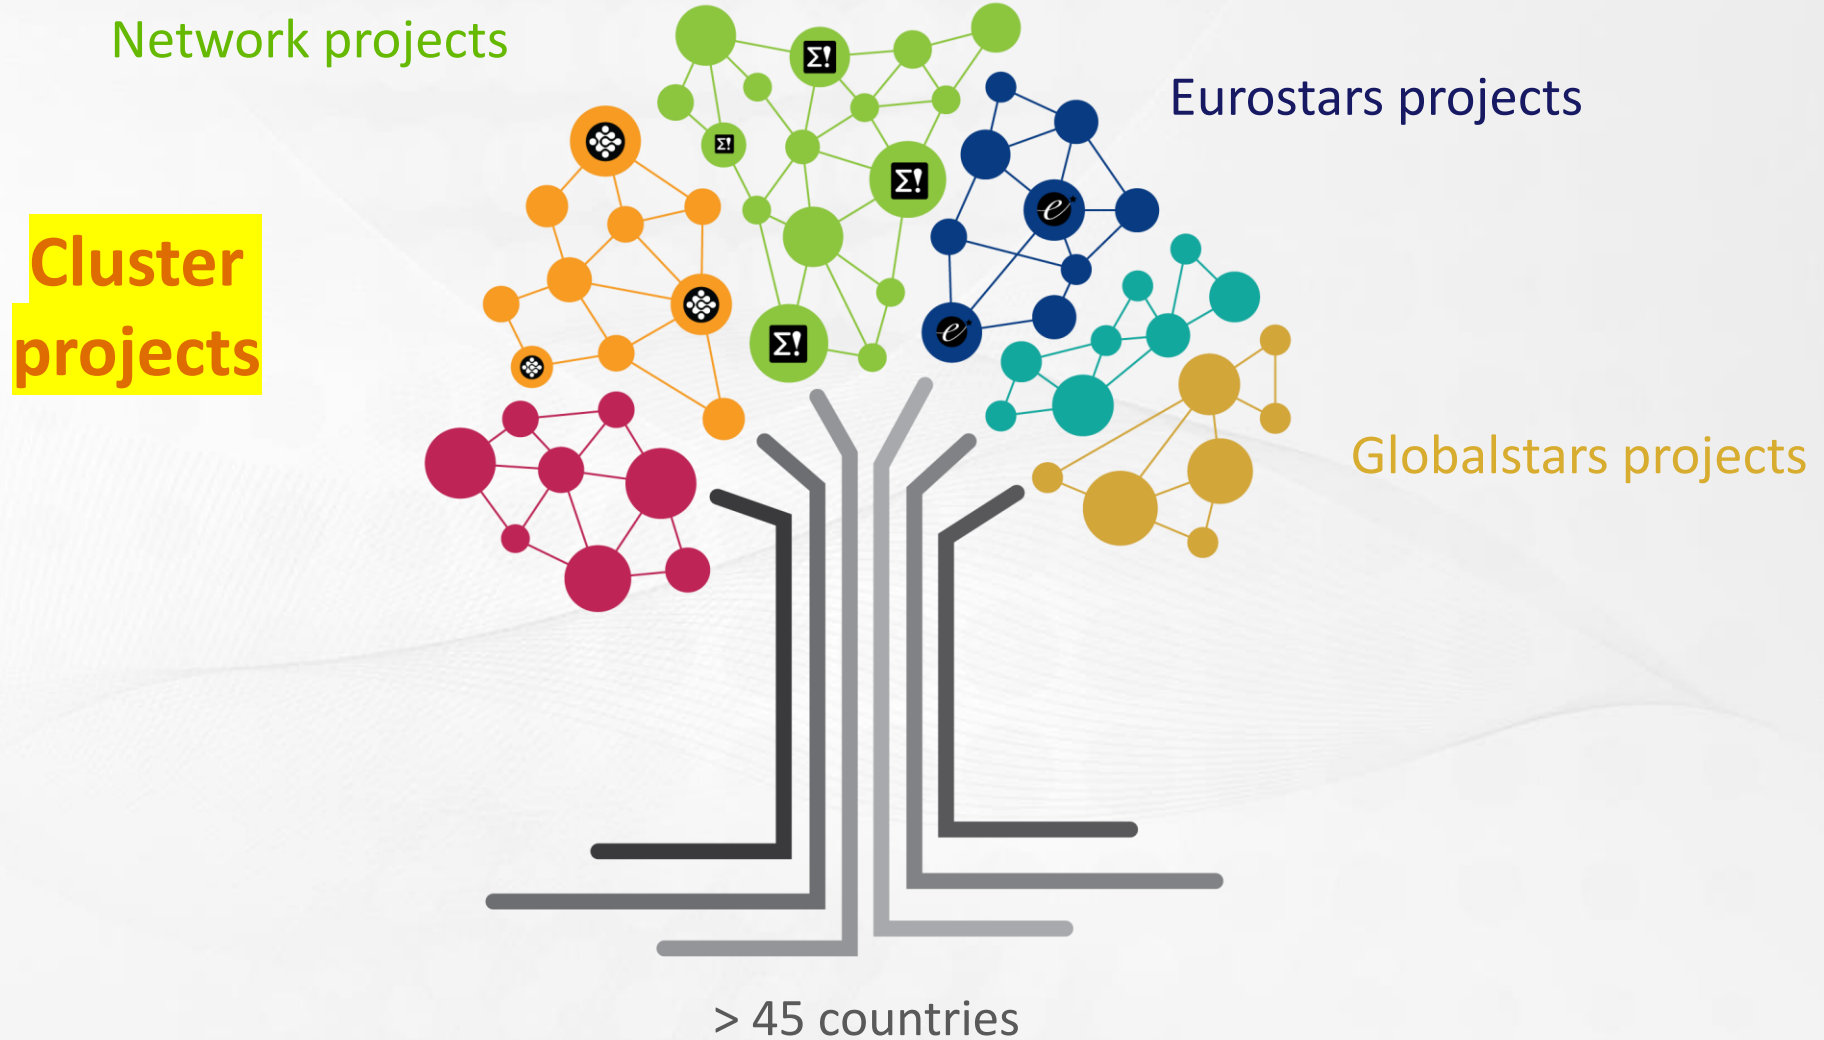 Network projects
Eurostars projects
Cluster
projects
Globalstars projects
> 45 countries
Σ!
Σ!
Σ!
Σ!
e
e